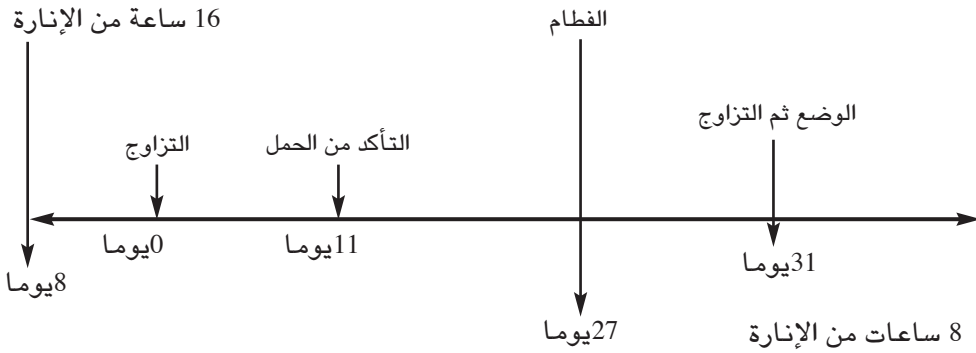 16 ساعة من الإنارة
الفطام
الوضع ثم التزاوج
التأكد من الحمل
التزاوج
0يوما
11يوما
31يوما
8يوما
27يوما
8 ساعات من الإنارة